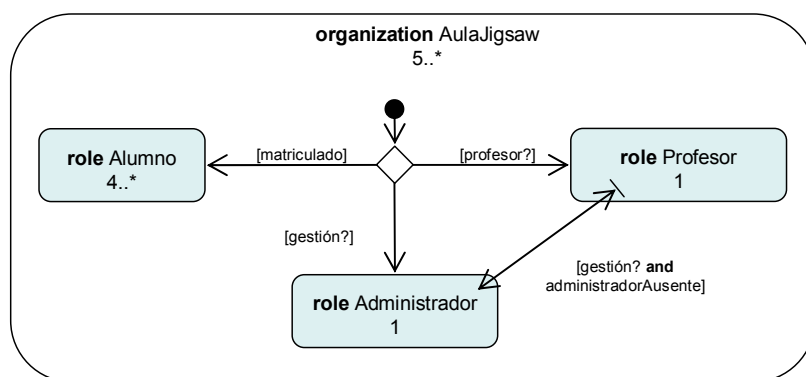 organization AulaJigsaw
5..*
role Alumno
4..*
[matriculado]
[profesor?]
role Profesor
1
[gestión?]
[gestión? and
administradorAusente]
role Administrador
1